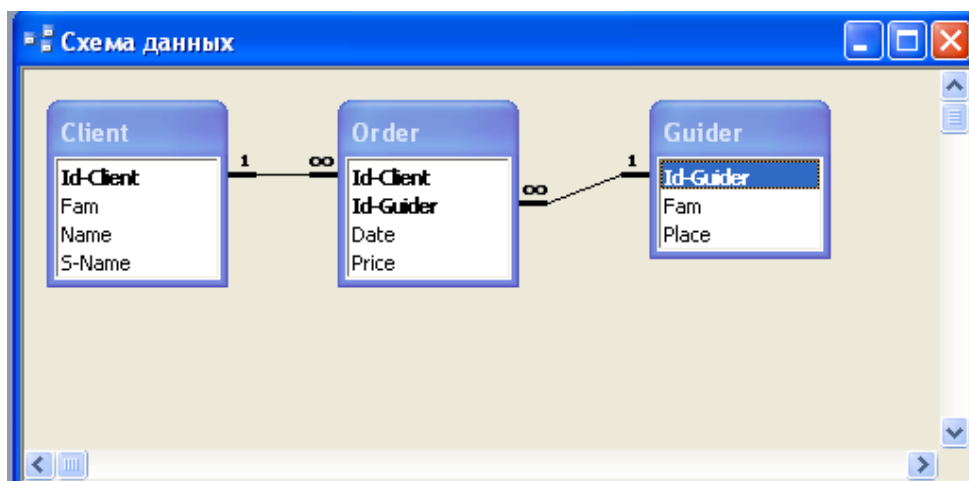 Схема данных
Client
Id-Client
Fam
Name
S-Name
1
∞
Order
Id-Client
Id-Guider
Date
Price
∞
1
Guider
Id-Guider
Fam
Place